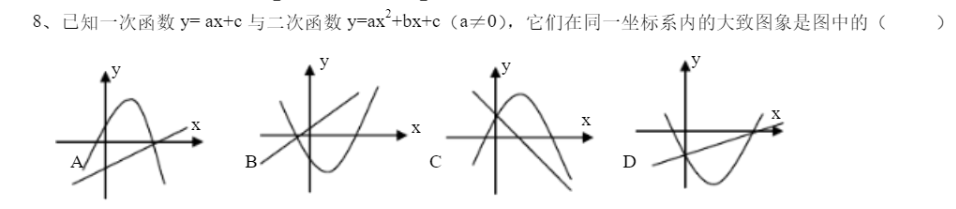 8、已知一次函数 y= ax+c 与二次函数 y=ax²+bx+c（a≠0），它们在同一坐标系内的大致图象是图中的（　　）
y y y y
x x x x
A B C D